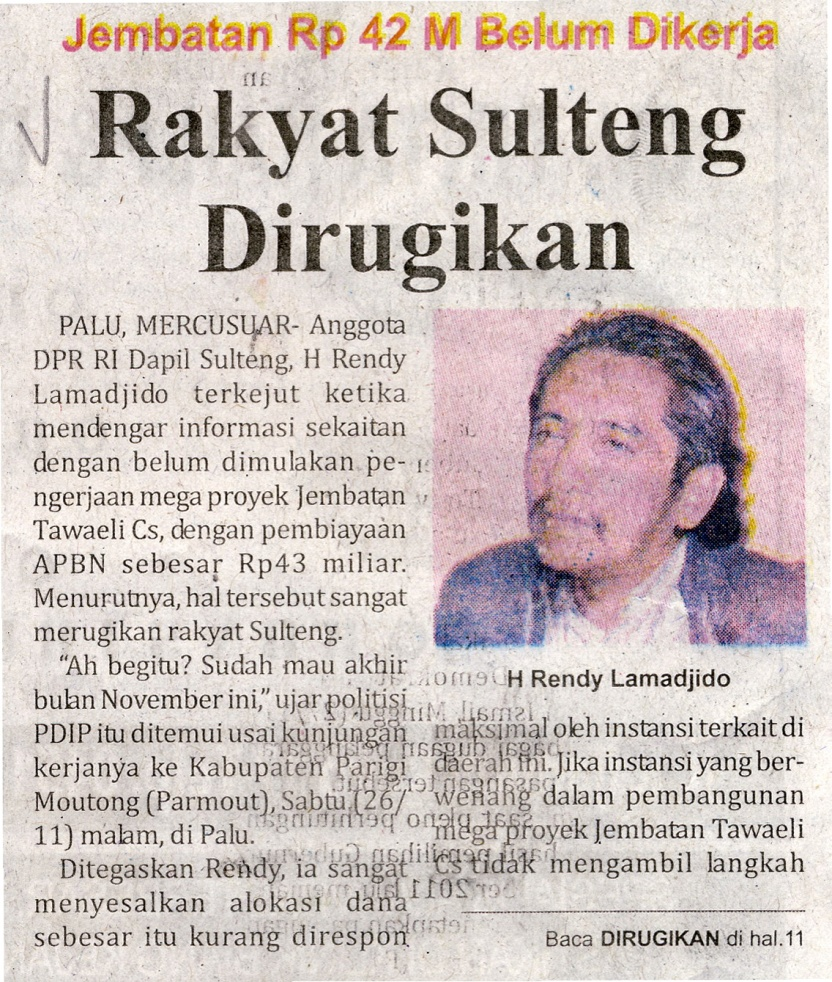 Jembatan Rp 42 M Belum Dikerja
Rakyat Sulteng
Dirugikan
PALU, MERCUSUAR- Anggota
DPR RI Dapil Sulteng, H Rendy
Lamadjido terkejut ketika
mendengar informasi sekaitan
dengan belum dimulakan pe-
ngerjaan mega proyek Jembatan
Tawaeli Cs, dengan pembiayaan
APBN sebesar Rp43 miliar.
Menurutnya, hal tersebut sangat
merugikan rakyat Sulteng.
“Ah begitu? Sudah mau akhir
bulan November ini,” ujar politisi
PDIP itu ditemui usai kunjungan
kerjanya ke Kabupaten Parigi
Moutong (Parmout), Sabtu (26/
11) malam, di Palu.
Ditegaskan Rendy, ia sangat
menyesalkan alokasi dana
sebesar itu kurang direspon
H Rendy Lamadjido
maksimal oleh instansi terkait di
daerah ini. Jika instansi yang ber-
wenang dalam pembangunan
mega proyek Jembatan Tawaeli
Cs tidak mengambil langkah
Baca DIRUGIKAN di hal.11